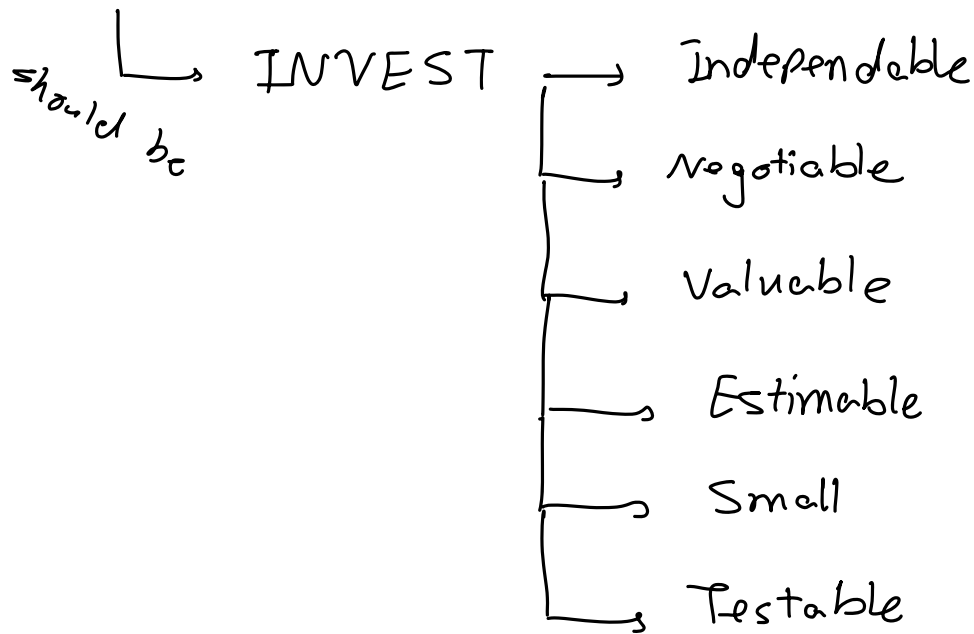 should be
INVEST
Independable
Negotiable
Valuable
Estimable
Small
Testable